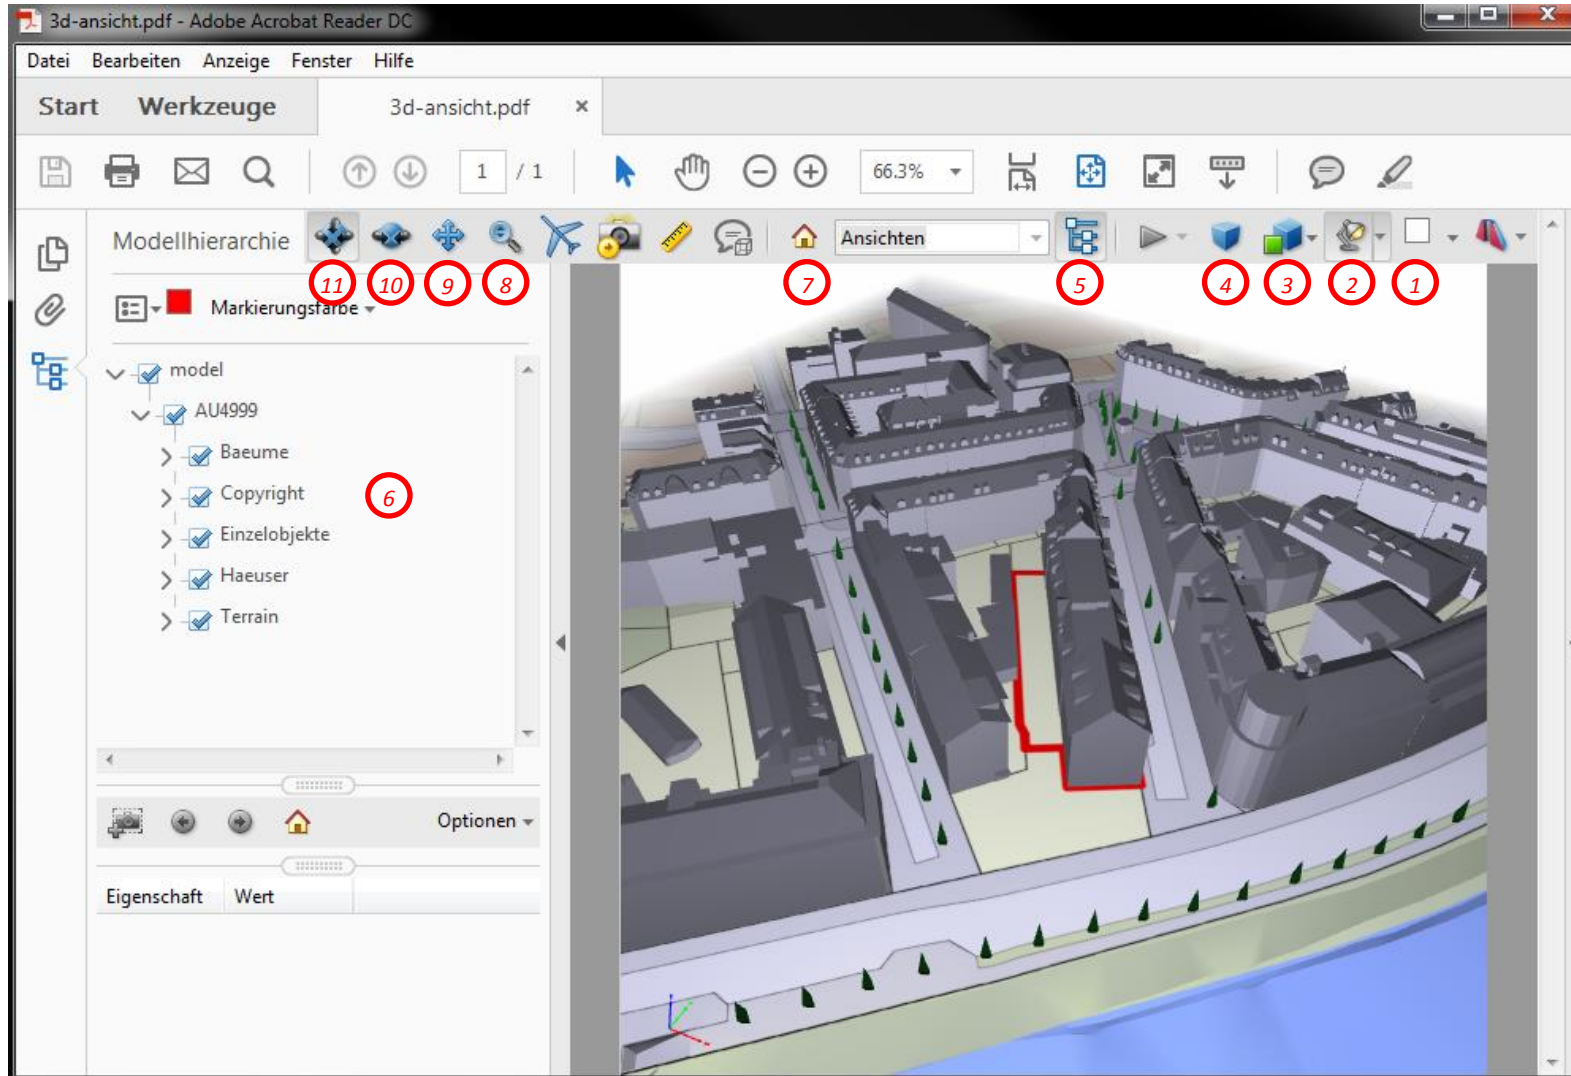 3d-ansicht.pdf - Adobe Acrobat Reader DC
Datei Bearbeiten Anzeige Fenster Hilfe
Start Werkzeuge 3d-ansicht.pdf ×
1 / 1 66.3%
Modellhierarchie Ansichten
11 10 9 8 7 5 4 3 2 1
Markierungsfarbe
model
AU4999
Baeume
Copyright
6
Einzelobjekte
Haeuser
Terrain
Optionen
Eigenschaft Wert